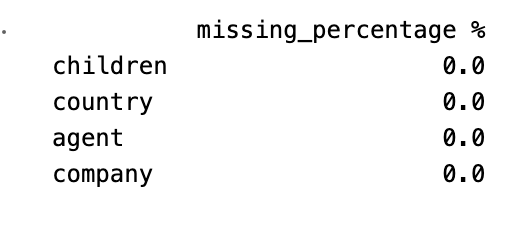 missing_percentage %
children 0.0
country 0.0
agent 0.0
company 0.0